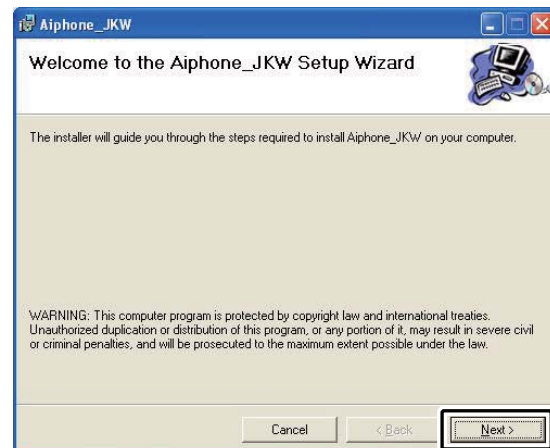 Aiphone_JKW
Welcome to the Aiphone_JKW Setup Wizard
The installer will guide you through the steps required to install Aiphone_JKW on your computer.
WARNING: This computer program is protected by copyright law and international treaties.
Unauthorized duplication or distribution of this program, or any portion of it, may result in severe civil
or criminal penalties, and will be prosecuted to the maximum extent possible under the law.
Cancel
< Back
Next >